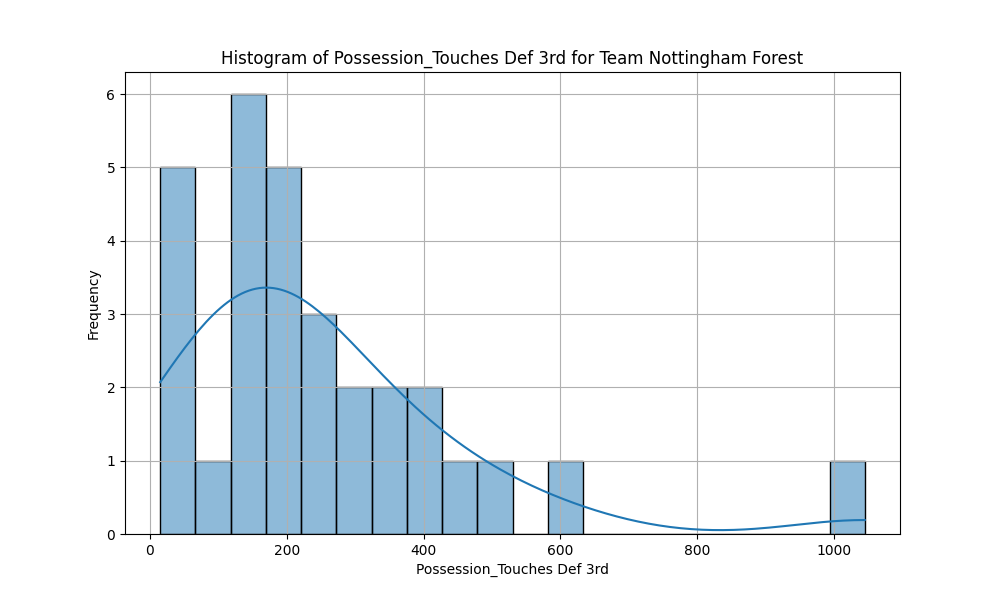 Histogram of Possession_Touches Def 3rd for Team Nottingham Forest
6
5
4
3
2
1
0
Frequency
0 200 400 600 800 1000
Possession_Touches Def 3rd